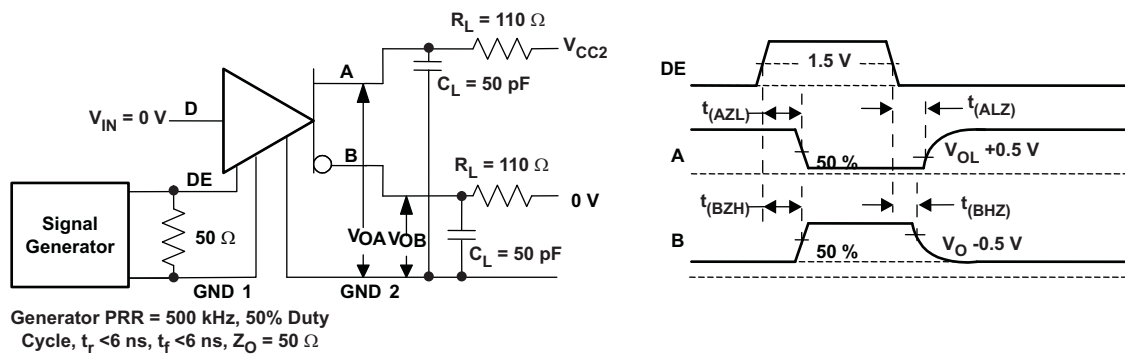 R_L = 110 Ω
V_CC2
A
C_L = 50 pF
D
V_IN = 0 V
B
R_L = 110 Ω
0 V
DE
Signal
Generator
50 Ω
V_OA
V_OB
C_L = 50 pF
GND 1
GND 2
Generator PRR = 500 kHz, 50% Duty
Cycle, t_r <6 ns, t_f <6 ns, Z_O = 50 Ω
DE
1.5 V
t_(AZL)
t_(ALZ)
A
50 %
V_OL +0.5 V
t_(BZH)
t_(BHZ)
B
50 %
V_O -0.5 V